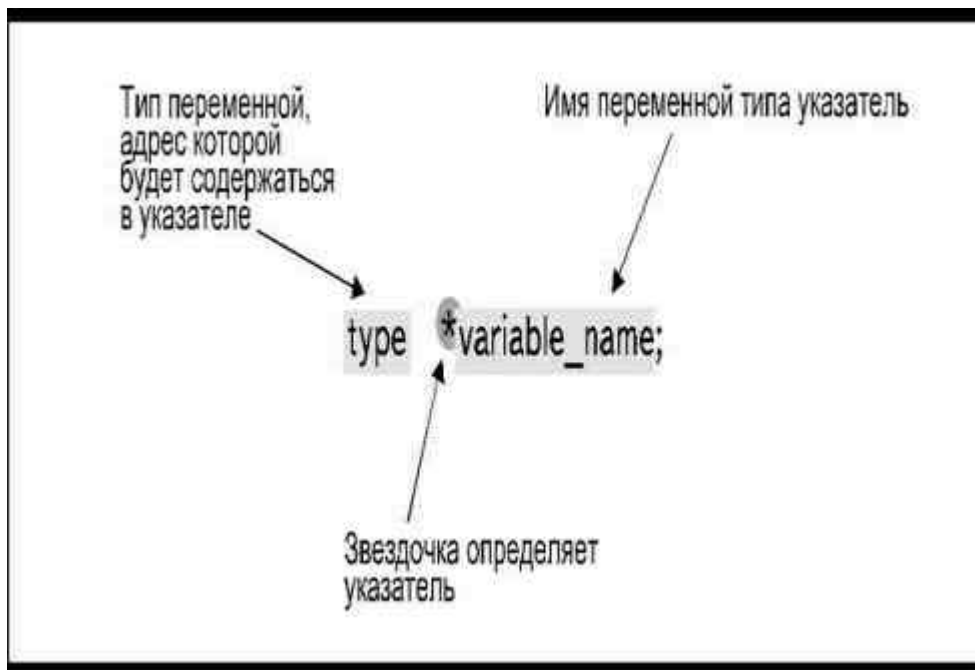 Тип переменной,
адрес которой
будет содержаться
в указателе
Имя переменной типа указатель
type *variable_name;
Звездочка определяет
указатель